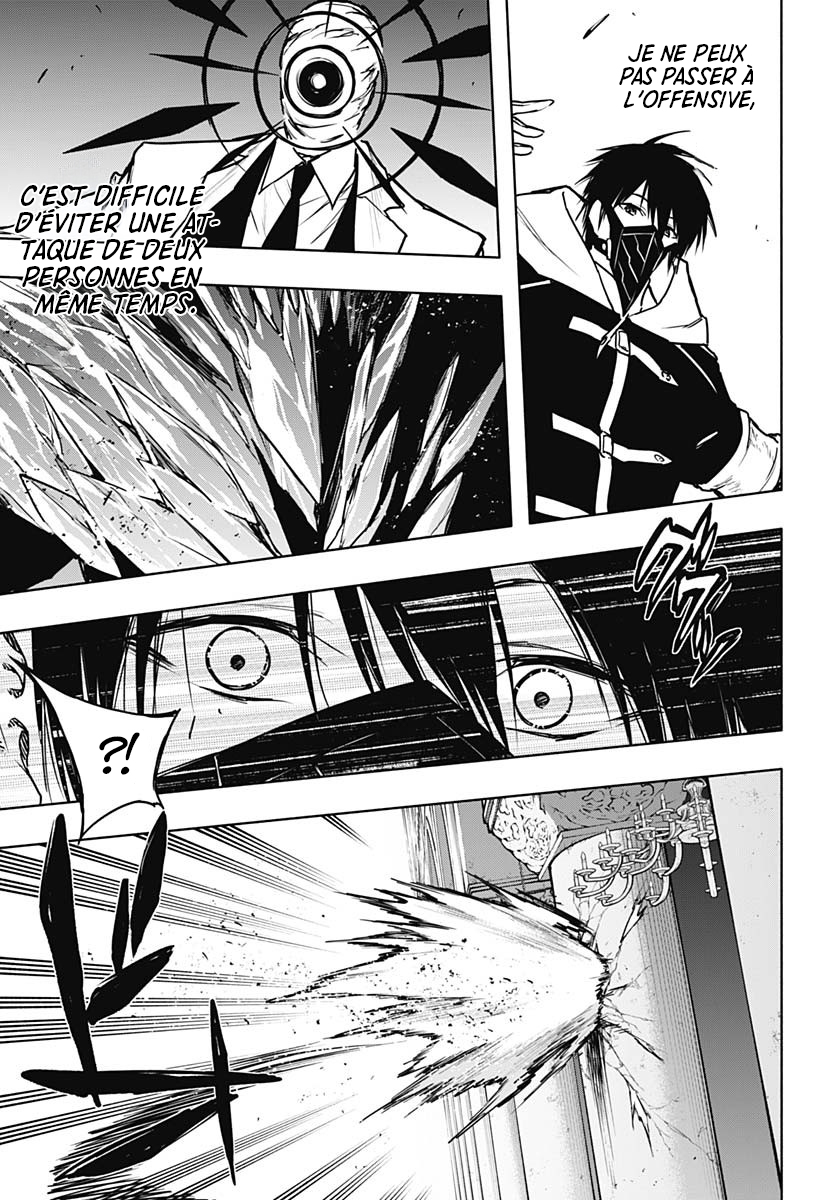 JE NE PEUX
PAS PASSER À
L'OFFENSIVE,
C'EST DIFFICILE
D'ÉVITER UNE AT-
TAQUE DE DEUX
PERSONNES EN
MÊME TEMPS.
?!